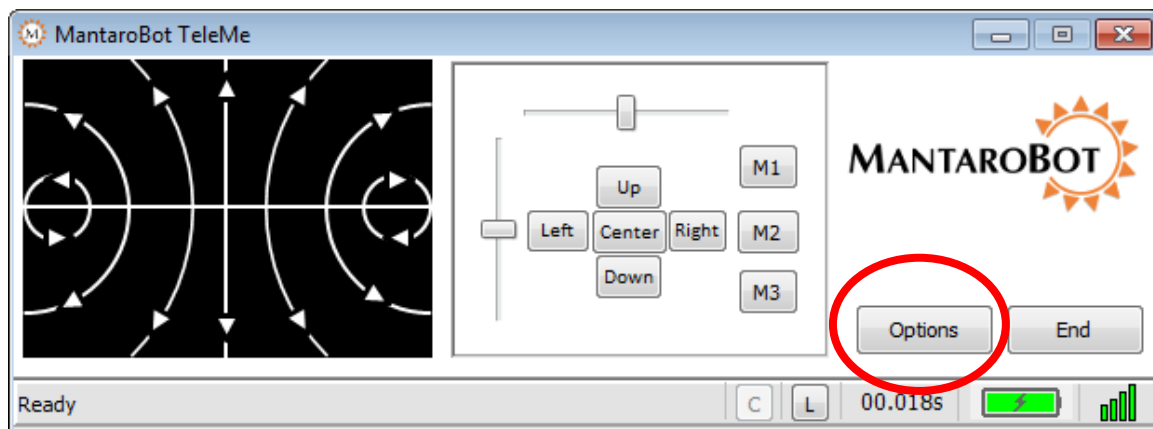 MantaroBot TeleMe
M
MANTAROBOT
M1
Up
Left Center Right M2
Down
M3
Options End
Ready C L 00.018s